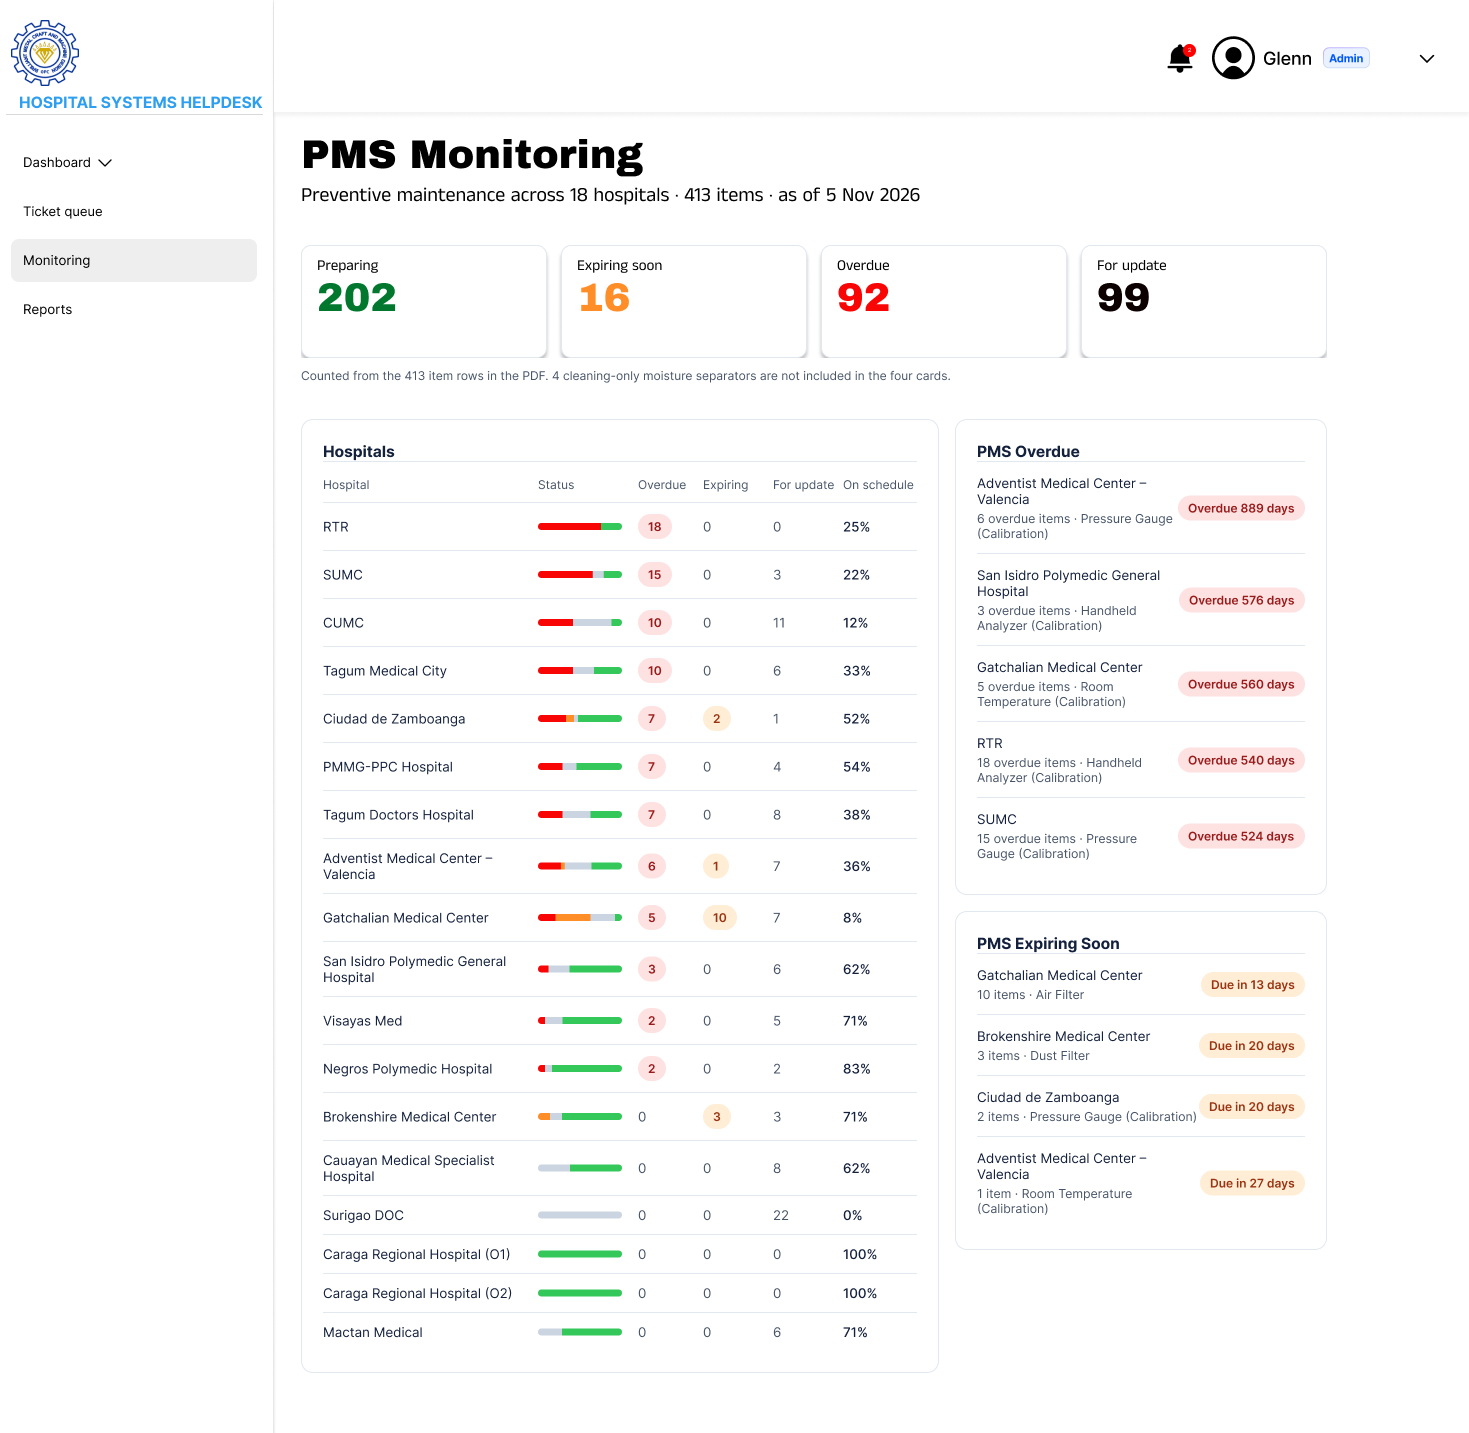 HOSPITAL SYSTEMS HELPDESK
Dashboard
Ticket queue
Monitoring
Reports
2
Glenn
Admin
PMS Monitoring
Preventive maintenance across 18 hospitals · 413 items · as of 5 Nov 2026
Preparing
202
Expiring soon
16
Overdue
92
For update
99
Counted from the 413 item rows in the PDF. 4 cleaning-only moisture separators are not included in the four cards.
Hospitals
Hospital Status Overdue Expiring For update On schedule
RTR 18 0 0 25%
SUMC 15 0 3 22%
CUMC 10 0 11 12%
Tagum Medical City 10 0 6 33%
Ciudad de Zamboanga 7 2 1 52%
PMMG-PPC Hospital 7 0 4 54%
Tagum Doctors Hospital 7 0 8 38%
Adventist Medical Center –
Valencia 6 1 7 36%
Gatchalian Medical Center 5 10 7 8%
San Isidro Polymedic General
Hospital 3 0 6 62%
Visayas Med 2 0 5 71%
Negros Polymedic Hospital 2 0 2 83%
Brokenshire Medical Center 0 3 3 71%
Cauayan Medical Specialist
Hospital 0 0 8 62%
Surigao DOC 0 0 22 0%
Caraga Regional Hospital (O1) 0 0 0 100%
Caraga Regional Hospital (O2) 0 0 0 100%
Mactan Medical 0 0 6 71%
PMS Overdue
Adventist Medical Center –
Valencia
6 overdue items · Pressure Gauge
(Calibration)
Overdue 889 days
San Isidro Polymedic General
Hospital
3 overdue items · Handheld
Analyzer (Calibration)
Overdue 576 days
Gatchalian Medical Center
5 overdue items · Room
Temperature (Calibration)
Overdue 560 days
RTR
18 overdue items · Handheld
Analyzer (Calibration)
Overdue 540 days
SUMC
15 overdue items · Pressure
Gauge (Calibration)
Overdue 524 days
PMS Expiring Soon
Gatchalian Medical Center
10 items · Air Filter
Due in 13 days
Brokenshire Medical Center
3 items · Dust Filter
Due in 20 days
Ciudad de Zamboanga
2 items · Pressure Gauge (Calibration)
Due in 20 days
Adventist Medical Center –
Valencia
1 item · Room Temperature
(Calibration)
Due in 27 days